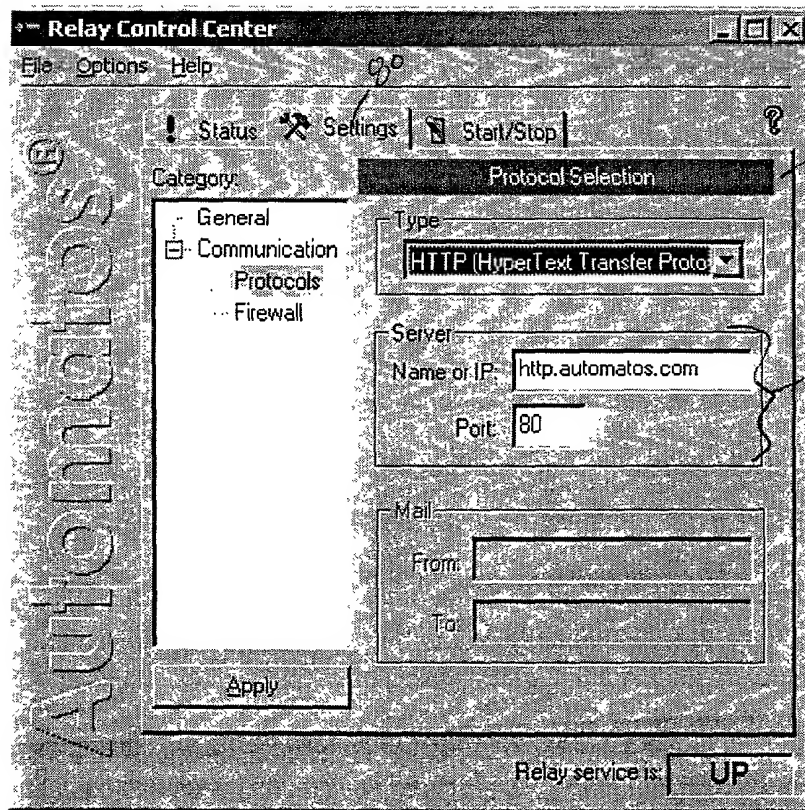 Relay Control Center
File Options Help
Status Settings Start/Stop
Category:
Protocol Selection
General
Communication
Protocols
Firewall
Type
HTTP (HyperText Transfer Proto
Server
Name or IP: http.automatos.com
Port: 80
Mail
From:
To:
Apply
Automatos®
Relay service is: UP